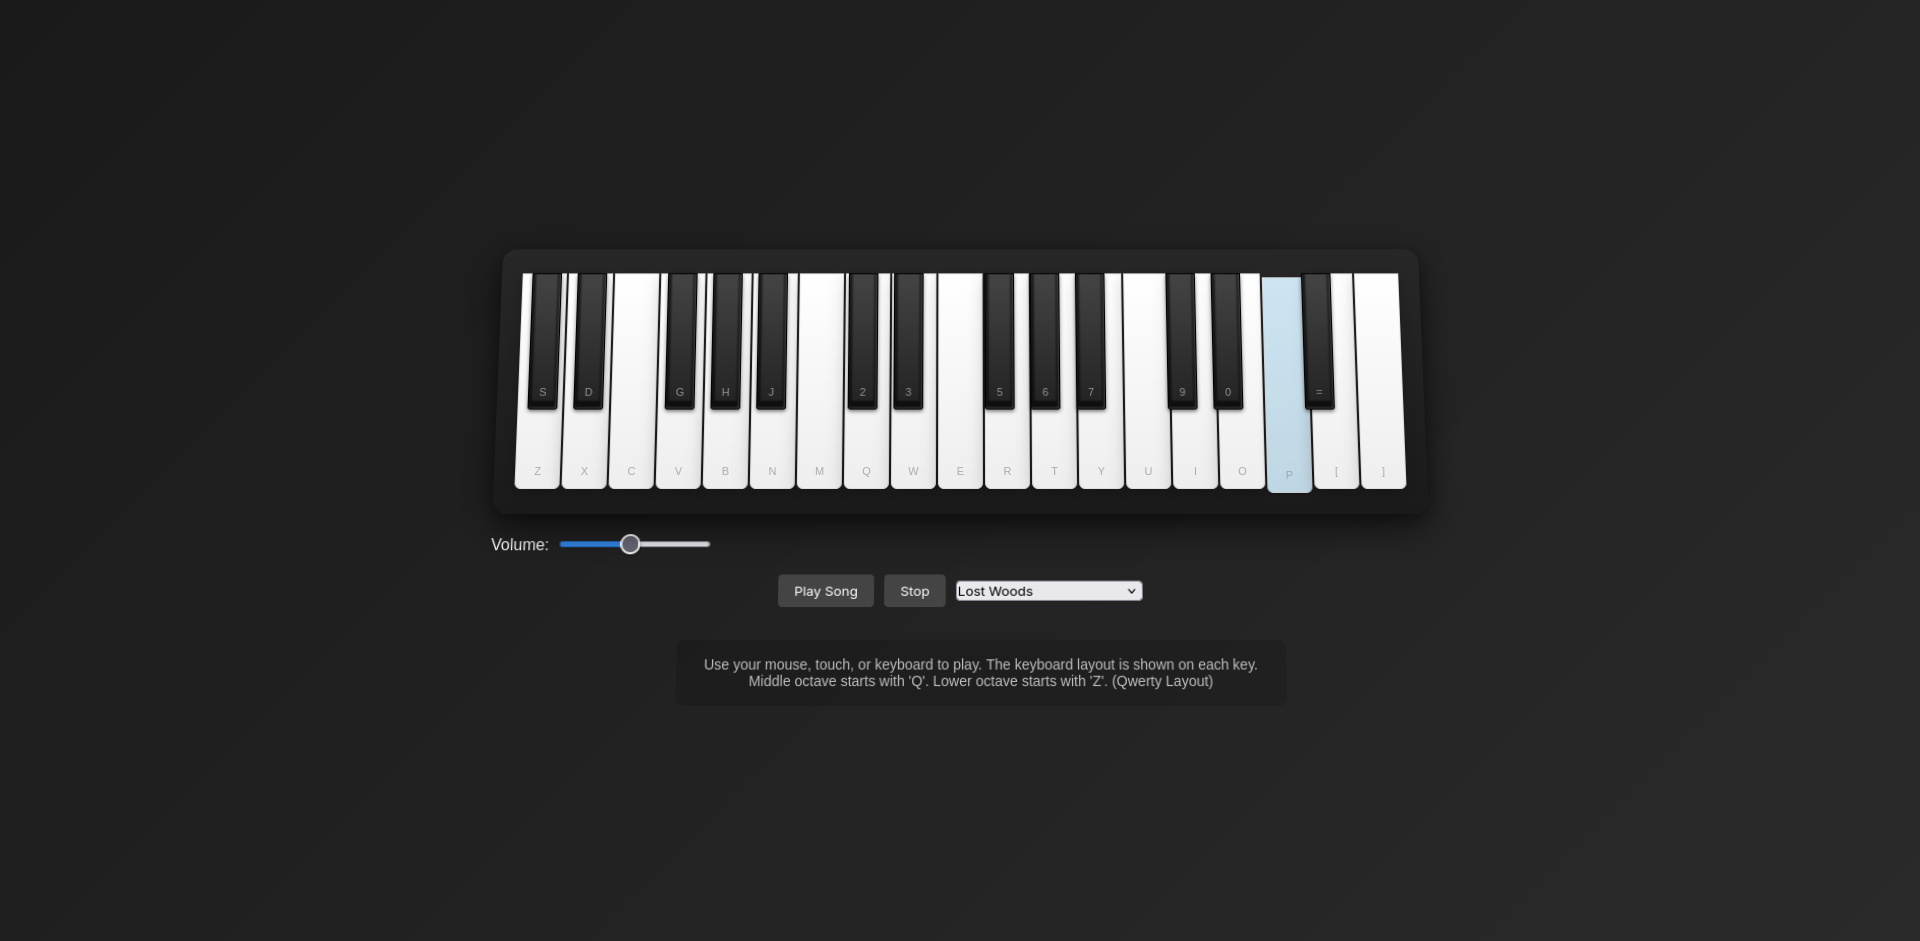 S D G H J 2 3 5 6 7 9 0 =
Z X C V B N M Q W E R T Y U I O P [ ]
Volume:
Play Song Stop Lost Woods
Use your mouse, touch, or keyboard to play. The keyboard layout is shown on each key.
Middle octave starts with 'Q'. Lower octave starts with 'Z'. (Qwerty Layout)